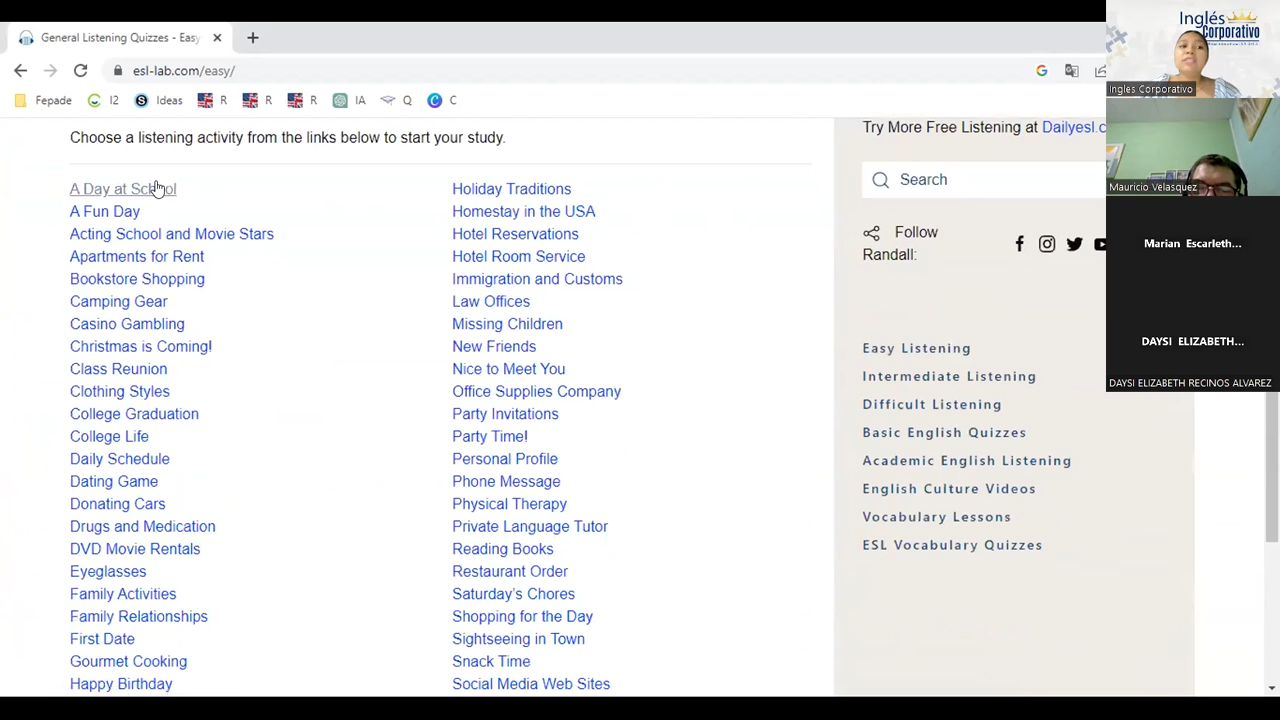 General Listening Quizzes - Easy
esl-lab.com/easy/
Fepade
I2
Ideas
R
R
R
IA
Q
C
Choose a listening activity from the links below to start your study.
A Day at School
A Fun Day
Acting School and Movie Stars
Apartments for Rent
Bookstore Shopping
Camping Gear
Casino Gambling
Christmas is Coming!
Class Reunion
Clothing Styles
College Graduation
College Life
Daily Schedule
Dating Game
Donating Cars
Drugs and Medication
DVD Movie Rentals
Eyeglasses
Family Activities
Family Relationships
First Date
Gourmet Cooking
Happy Birthday
Holiday Traditions
Homestay in the USA
Hotel Reservations
Hotel Room Service
Immigration and Customs
Law Offices
Missing Children
New Friends
Nice to Meet You
Office Supplies Company
Party Invitations
Party Time!
Personal Profile
Phone Message
Physical Therapy
Private Language Tutor
Reading Books
Restaurant Order
Saturday's Chores
Shopping for the Day
Sightseeing in Town
Snack Time
Social Media Web Sites
Try More Free Listening at Dailyesl.c
Search
Follow
Randall:
Easy Listening
Intermediate Listening
Difficult Listening
Basic English Quizzes
Academic English Listening
English Culture Videos
Vocabulary Lessons
ESL Vocabulary Quizzes
Inglés
Corporativo
Ingles Corporativo
Mauricio Velasquez
Marian Escarleth...
DAYSI ELIZABETH...
DAYSI ELIZABETH RECINOS ALVAREZ